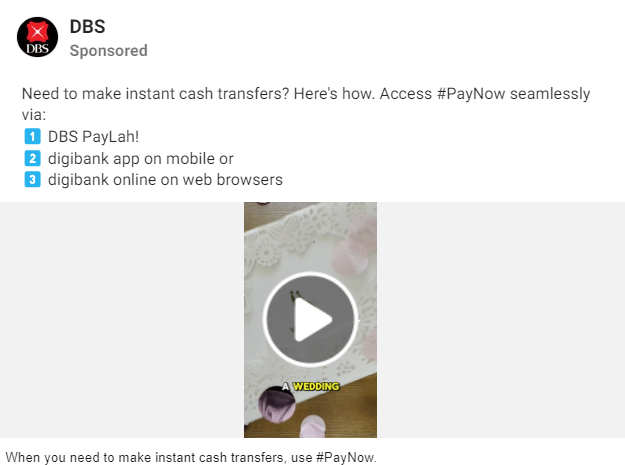 DBS
DBS
Sponsored
Need to make instant cash transfers? Here's how. Access #PayNow seamlessly
via:
1 DBS PayLah!
2 digibank app on mobile or
3 digibank online on web browsers
A WEDDING
When you need to make instant cash transfers, use #PayNow.